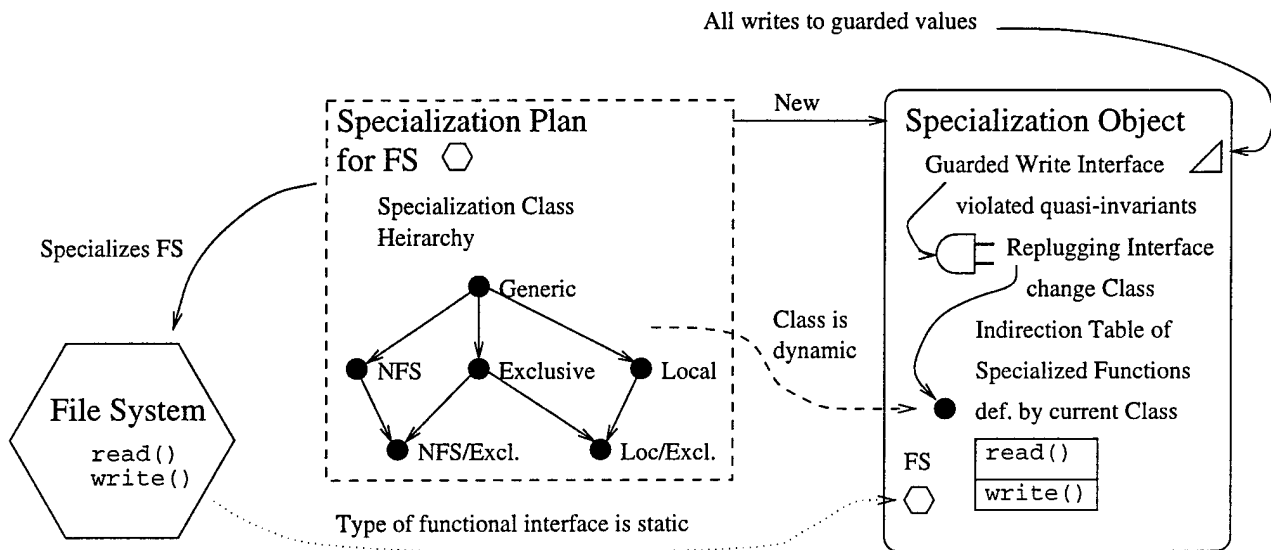 All writes to guarded values
New
Specialization Plan
for FS
Specialization Class
Heirarchy
Generic
NFS
Exclusive
Local
NFS/Excl.
Loc/Excl.
Specializes FS
File System
read()
write()
Type of functional interface is static
Class is
dynamic
Specialization Object
Guarded Write Interface
violated quasi-invariants
Replugging Interface
change Class
Indirection Table of
Specialized Functions
def. by current Class
FS
read()
write()